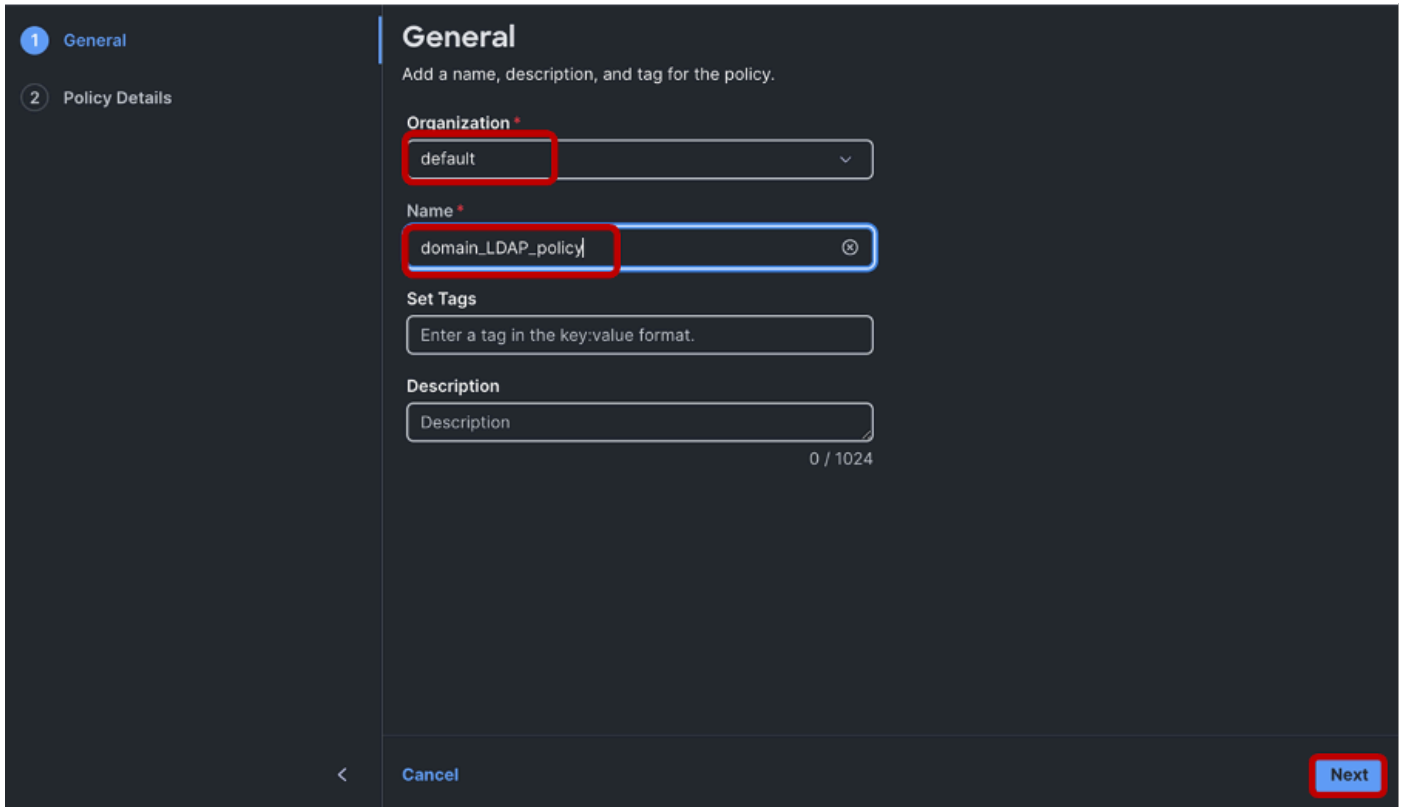 1 General
2 Policy Details
General
Add a name, description, and tag for the policy.
Organization *
default
Name *
domain_LDAP_policy
Set Tags
Enter a tag in the key:value format.
Description
Description
0 / 1024
Cancel
Next